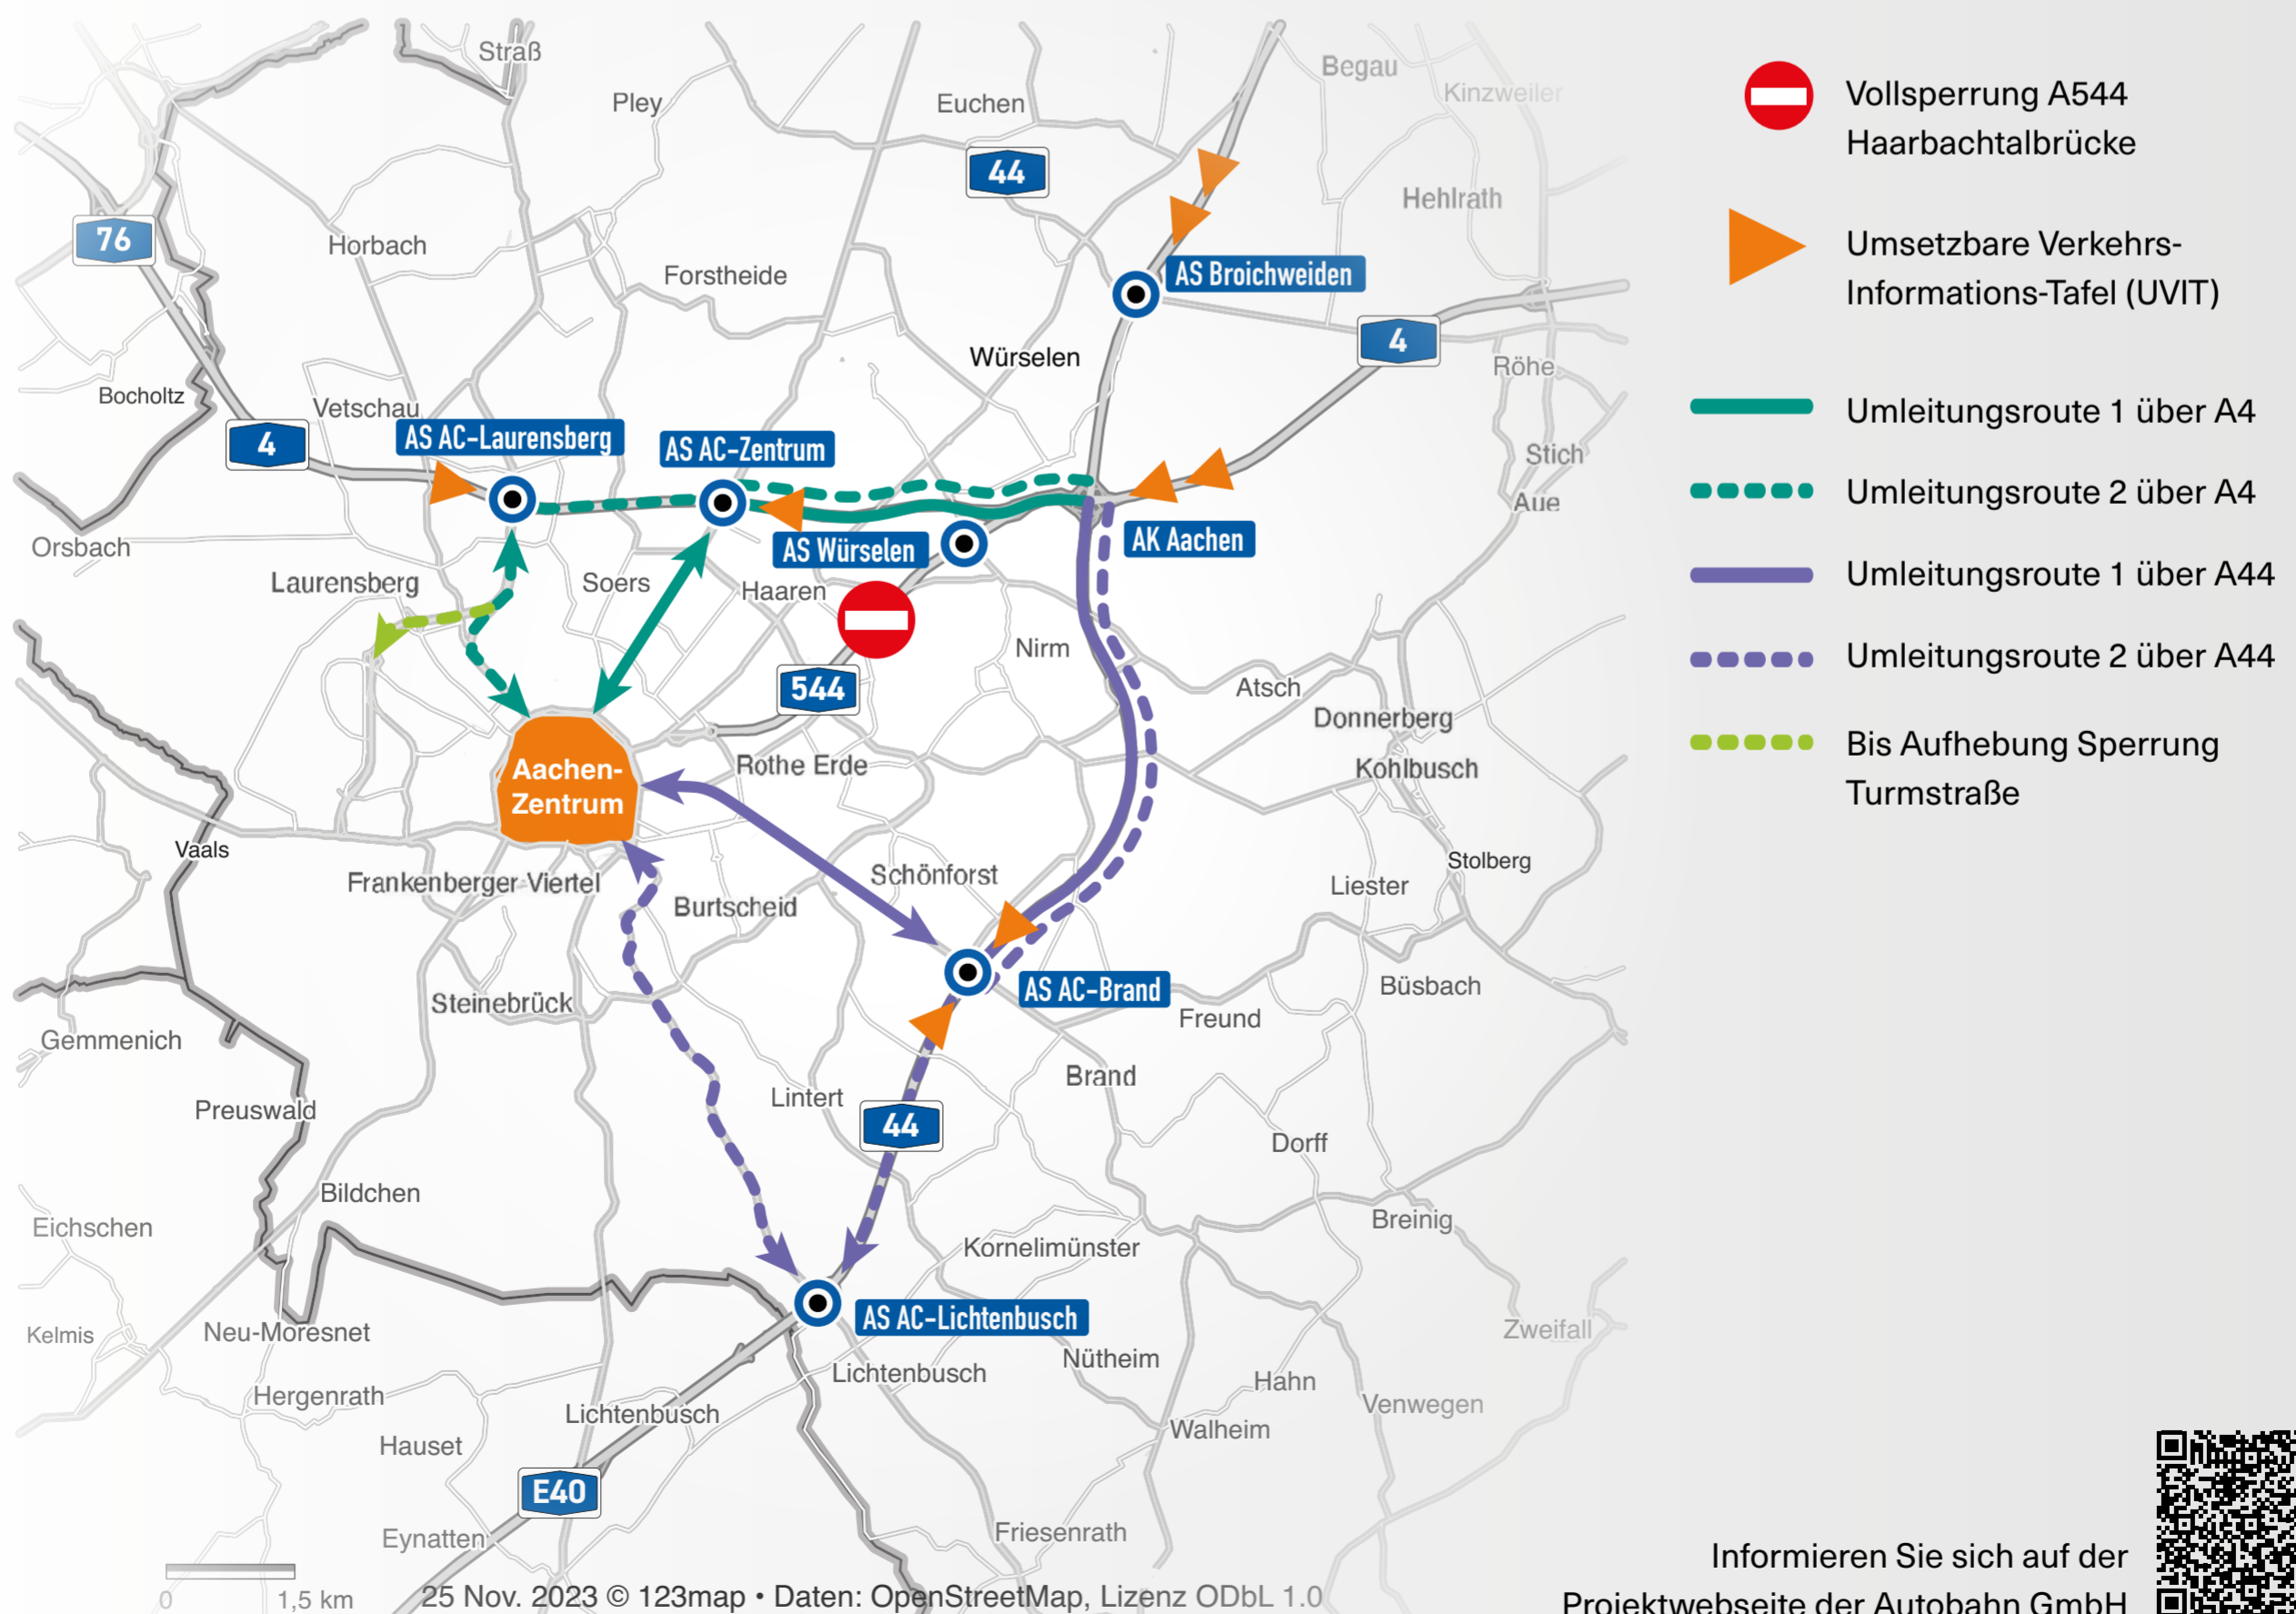 Straß
Pley
Euchen
Begau
Kinzweiler
44
Hehlrath
76
Horbach
Forstheide
AS Broichweiden
4
Würselen
Röhe
Bocholtz
Vetschau
4
AS AC-Laurensberg
AS AC-Zentrum
Stich
Aue
Orsbach
AS Würselen
AK Aachen
Laurensberg
Soers
Haaren
Nirm
544
Atsch
Donnerberg
Aachen-
Zentrum
Rothe Erde
Kohlbusch
Vaals
Stolberg
Frankenberger Viertel
Schönforst
Liester
Burtscheid
Steinebrück
AS AC-Brand
Büsbach
Freund
Gemmenich
Brand
Preuswald
Lintert
44
Dorff
Bildchen
Eichschen
Breinig
Kornelimünster
AS AC-Lichtenbusch
Kelmis
Neu-Moresnet
Zweifall
Lichtenbusch
Nütheim
Hergenrath
Hahn
Lichtenbusch
Venwegen
Hauset
Walheim
E40
Eynatten
Friesenrath
0
1,5 km
25 Nov. 2023 © 123map • Daten: OpenStreetMap, Lizenz ODbL 1.0
Vollsperrung A544
Haarbachtalbrücke
Umsetzbare Verkehrs-
Informations-Tafel (UVIT)
Umleitungsroute 1 über A4
Umleitungsroute 2 über A4
Umleitungsroute 1 über A44
Umleitungsroute 2 über A44
Bis Aufhebung Sperrung
Turmstraße
Informieren Sie sich auf der
Projektwebseite der Autobahn GmbH